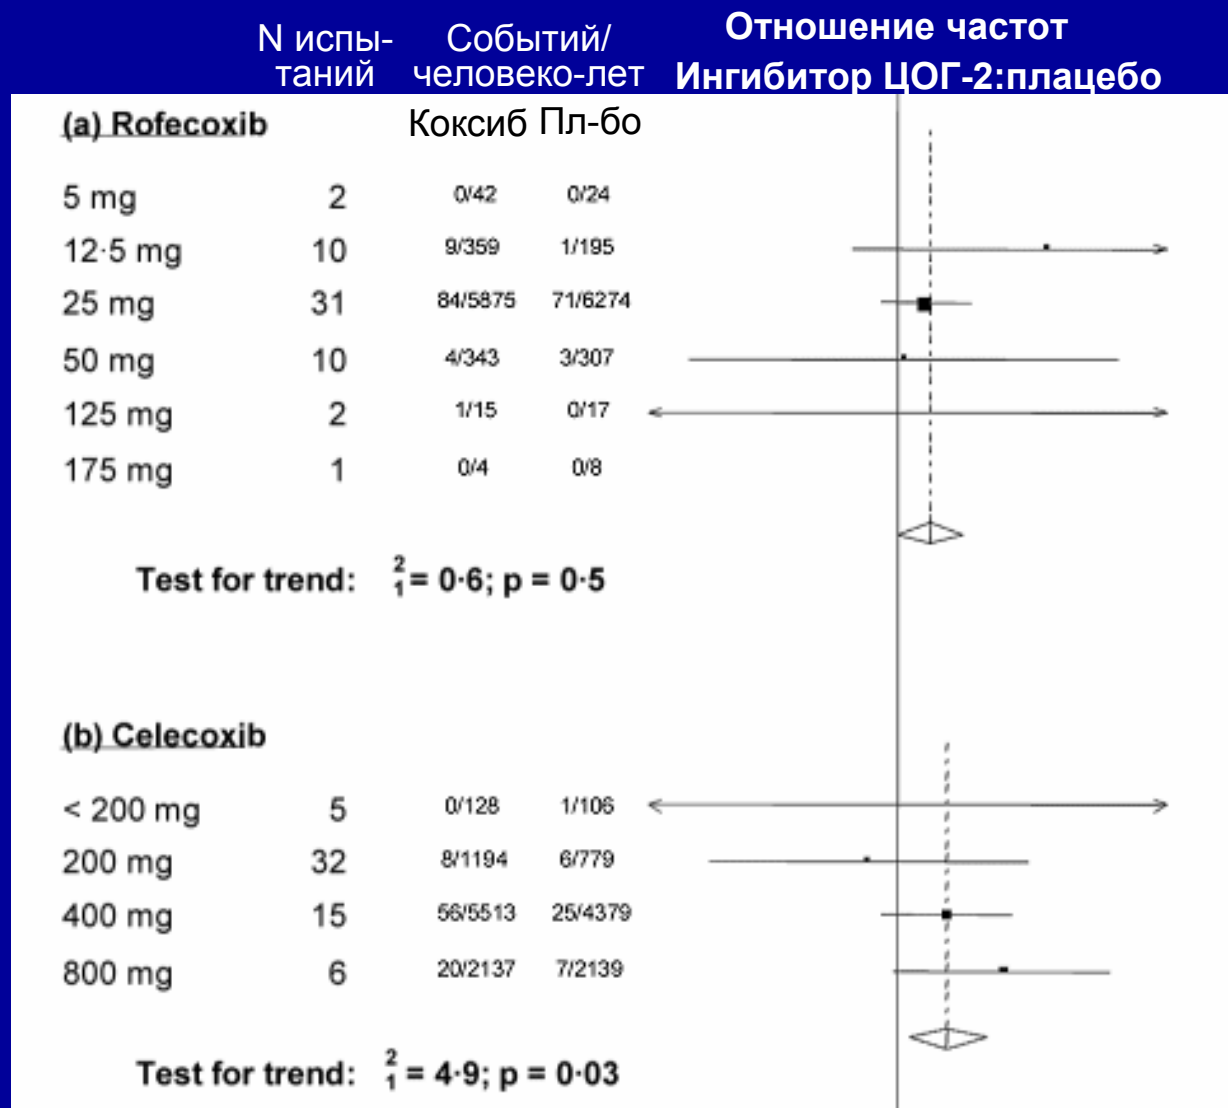 N испы-
таний
Событий/
человеко-лет
Отношение частот
Ингибитор ЦОГ-2:плацебо
(a) Rofecoxib Коксиб Пл-бо
5 mg 2 0/42 0/24
12·5 mg 10 9/359 1/195
25 mg 31 84/5875 71/6274
50 mg 10 4/343 3/307
125 mg 2 1/15 0/17
175 mg 1 0/4 0/8
Test for trend: ²₁= 0·6; p = 0·5
(b) Celecoxib
< 200 mg 5 0/128 1/106
200 mg 32 8/1194 6/779
400 mg 15 56/5513 25/4379
800 mg 6 20/2137 7/2139
Test for trend: ²₁= 4·9; p = 0·03